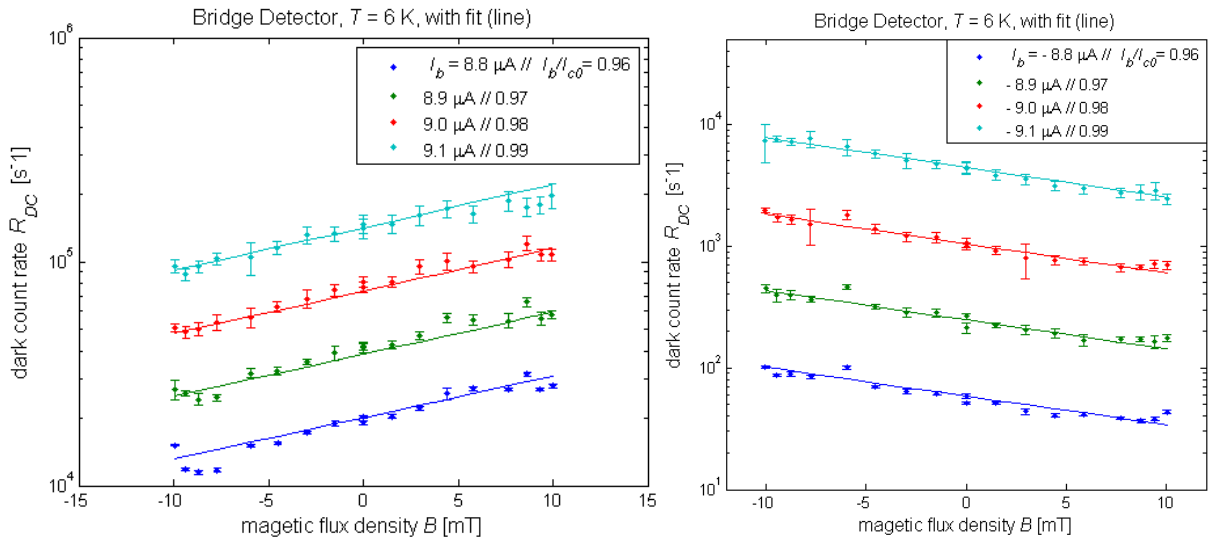 Bridge Detector, T = 6 K, with fit (line)
10^6
10^5
10^4
dark count rate R_DC [s^-1]
I_b = 8.8 µA // I_b/I_c0 = 0.96
8.9 µA // 0.97
9.0 µA // 0.98
9.1 µA // 0.99
-15 -10 -5 0 5 10 15
magetic flux density B [mT]
Bridge Detector, T = 6 K, with fit (line)
10^4
10^3
10^2
10^1
dark count rate R_DC [s^-1]
I_b = - 8.8 µA // I_b/I_c0= 0.96
- 8.9 µA // 0.97
- 9.0 µA // 0.98
- 9.1 µA // 0.99
-10 -5 0 5 10
magetic flux density B [mT]